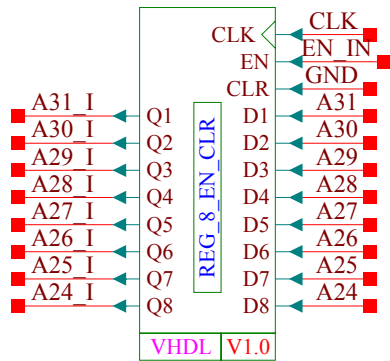 CLK CLK
EN EN_IN
CLR GND
A31_I Q1 D1 A31
A30_I Q2 D2 A30
A29_I Q3 D3 A29
A28_I Q4 D4 A28
A27_I Q5 D5 A27
A26_I Q6 D6 A26
A25_I Q7 D7 A25
A24_I Q8 D8 A24
REG_8_EN_CLR
VHDL V1.0